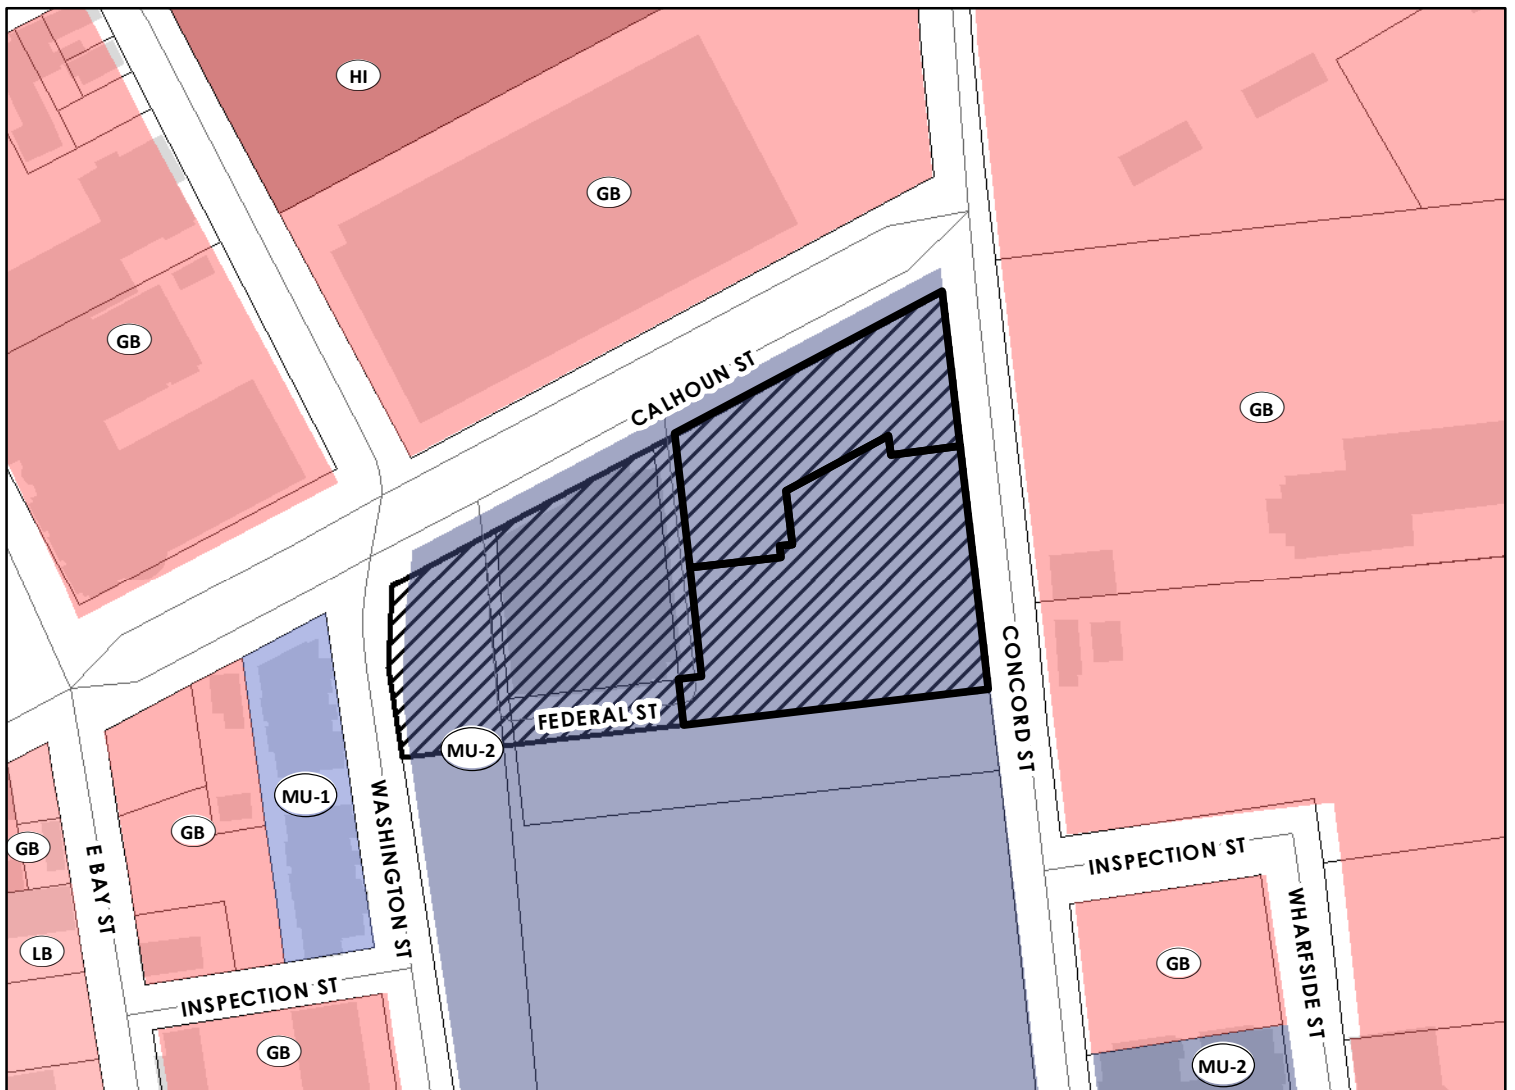 HI
GB
GB
CALHOUN ST
GB
CONCORD ST
FEDERAL ST
MU-2
MU-1
WASHINGTON ST
GB
GB
E BAY ST
INSPECTION ST
WHARFSIDE ST
LB
GB
INSPECTION ST
GB
MU-2